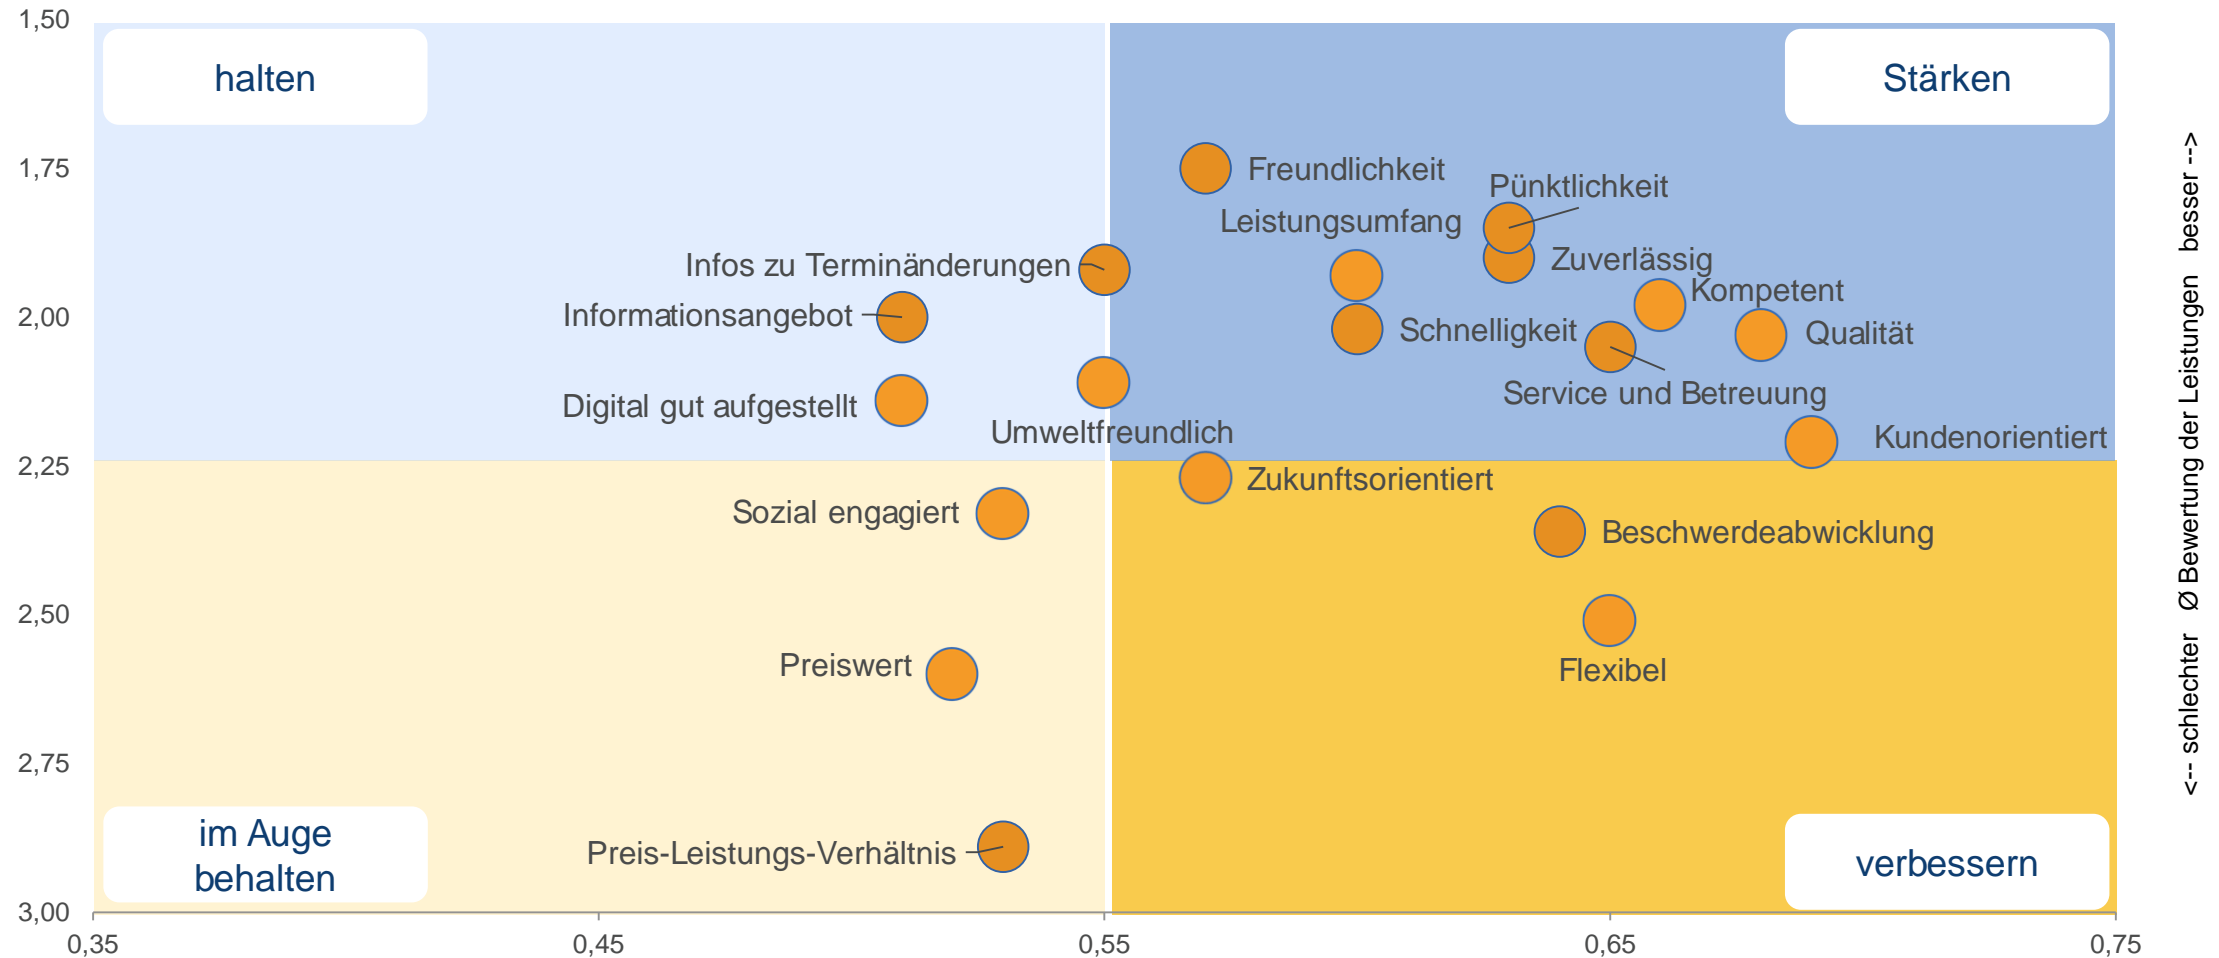 1,50
halten
Stärken
1,75
Freundlichkeit
Pünktlichkeit
Leistungsumfang
Zuverlässig
Infos zu Terminänderungen
Kompetent
2,00
Informationsangebot
Schnelligkeit
Qualität
Service und Betreuung
Digital gut aufgestellt
Umweltfreundlich
Kundenorientiert
2,25
Zukunftsorientiert
Sozial engagiert
Beschwerdeabwicklung
2,50
Preiswert
Flexibel
2,75
im Auge
behalten
Preis-Leistungs-Verhältnis
verbessern
3,00
0,35
0,45
0,55
0,65
0,75
<-- schlechter Ø Bewertung der Leistungen besser -->